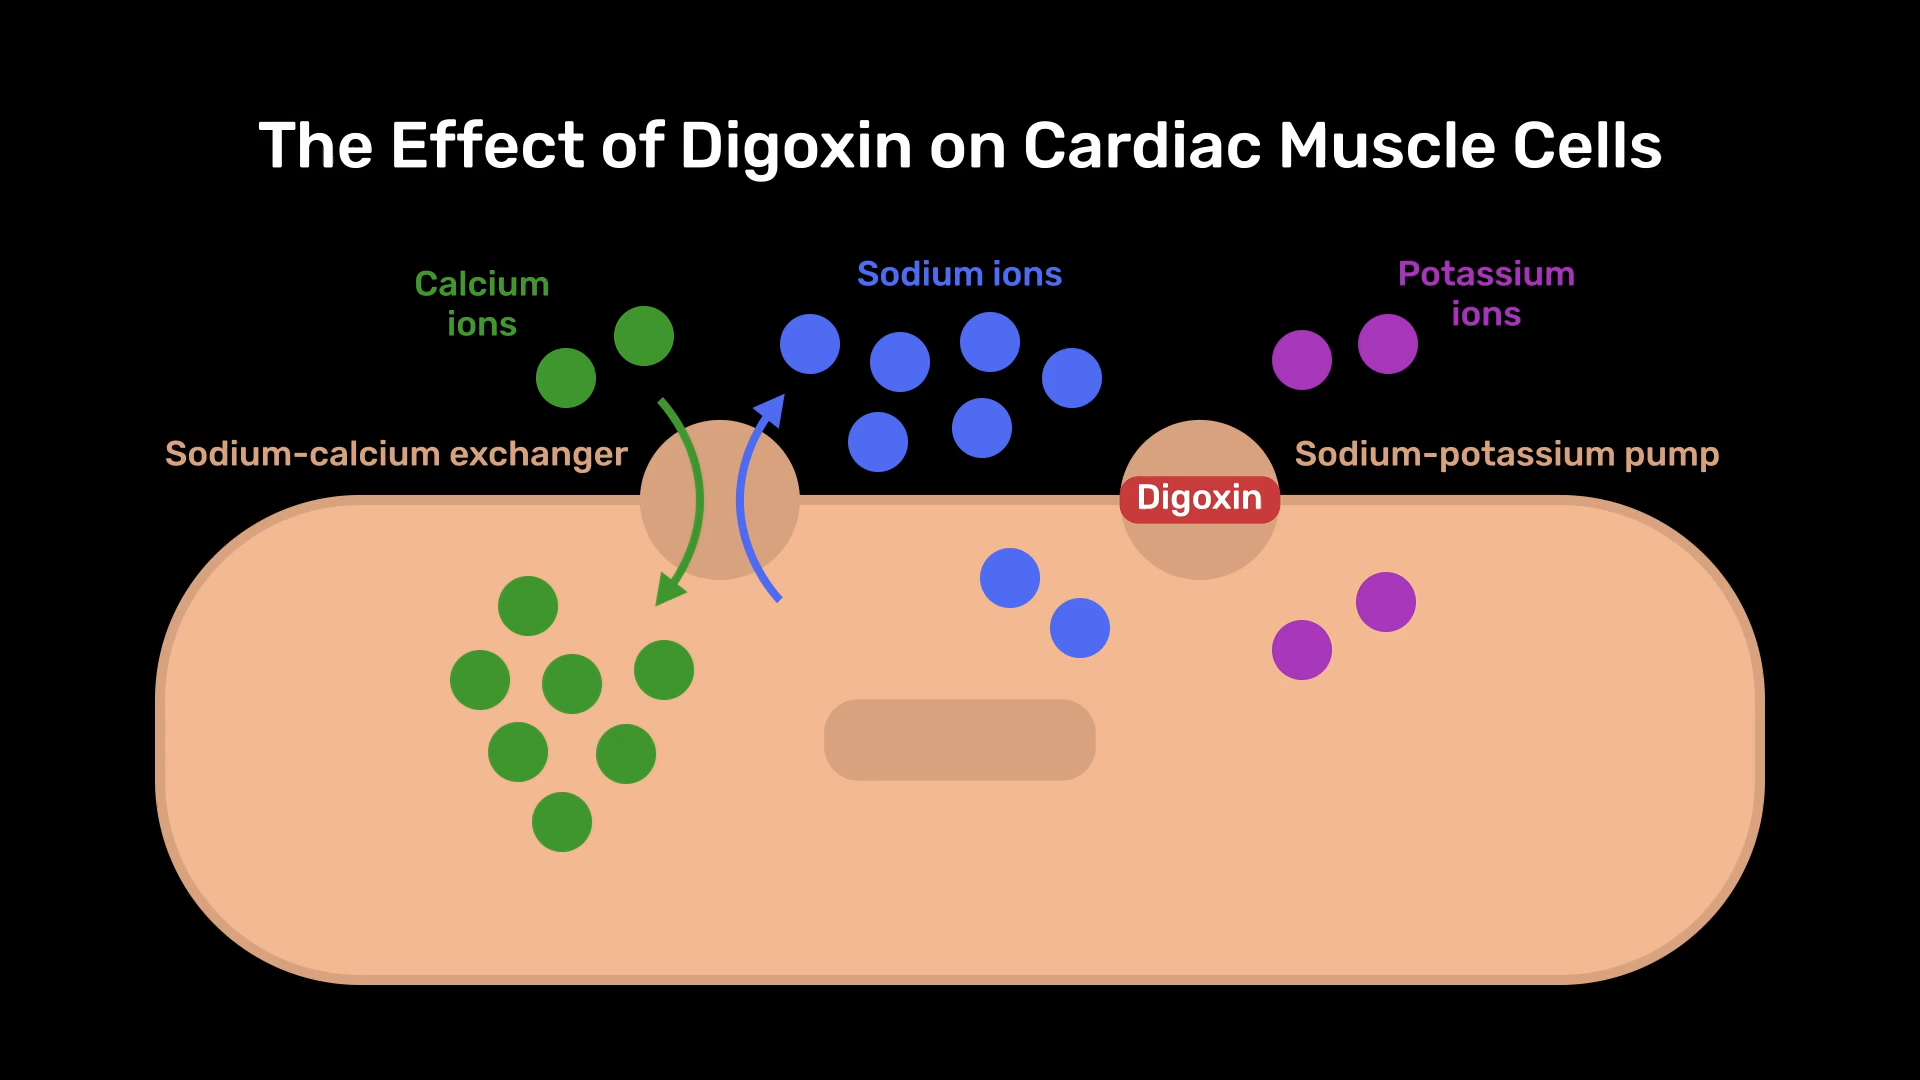 The Effect of Digoxin on Cardiac Muscle Cells
Calcium
ions
Sodium ions
Potassium
ions
Sodium-calcium exchanger
Sodium-potassium pump
Digoxin